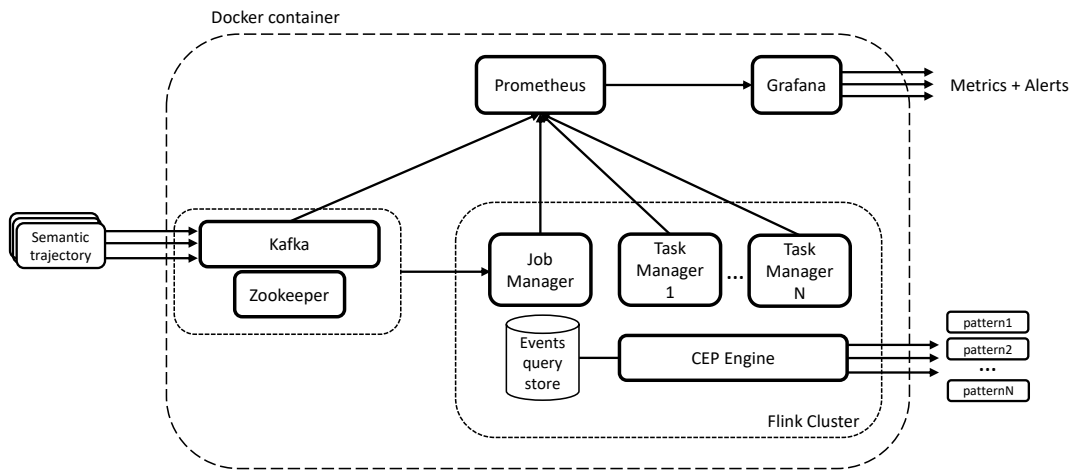 Docker container
Prometheus
Grafana
Metrics + Alerts
Semantic
trajectory
Kafka
Zookeeper
Job
Manager
Task
Manager
1
...
Task
Manager
N
Events
query
store
CEP Engine
pattern1
pattern2
...
patternN
Flink Cluster